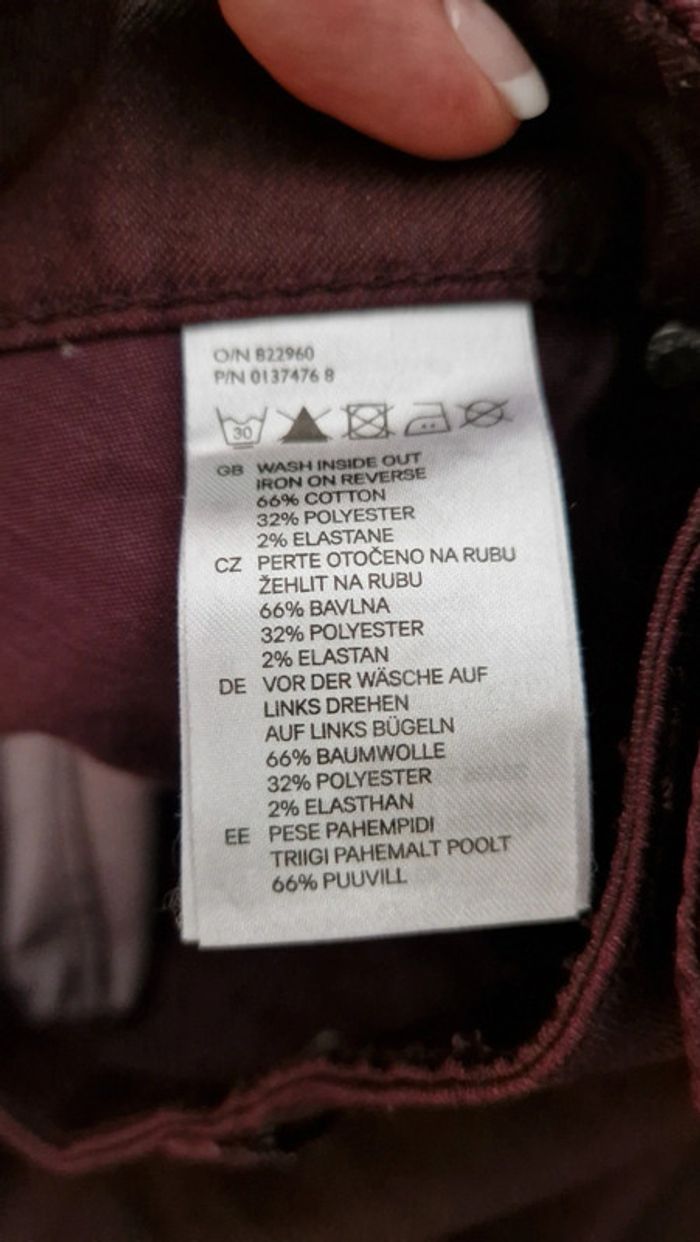 O/N 822960
P/N 0137476 8
30
GB WASH INSIDE OUT
IRON ON REVERSE
66% COTTON
32% POLYESTER
2% ELASTANE
CZ PERTE OTOČENO NA RUBU
ŽEHLIT NA RUBU
66% BAVLNA
32% POLYESTER
2% ELASTAN
DE VOR DER WÄSCHE AUF
LINKS DREHEN
AUF LINKS BÜGELN
66% BAUMWOLLE
32% POLYESTER
2% ELASTHAN
EE PESE PAHEMPIDI
TRIIGI PAHEMALT POOLT
66% PUUVILL